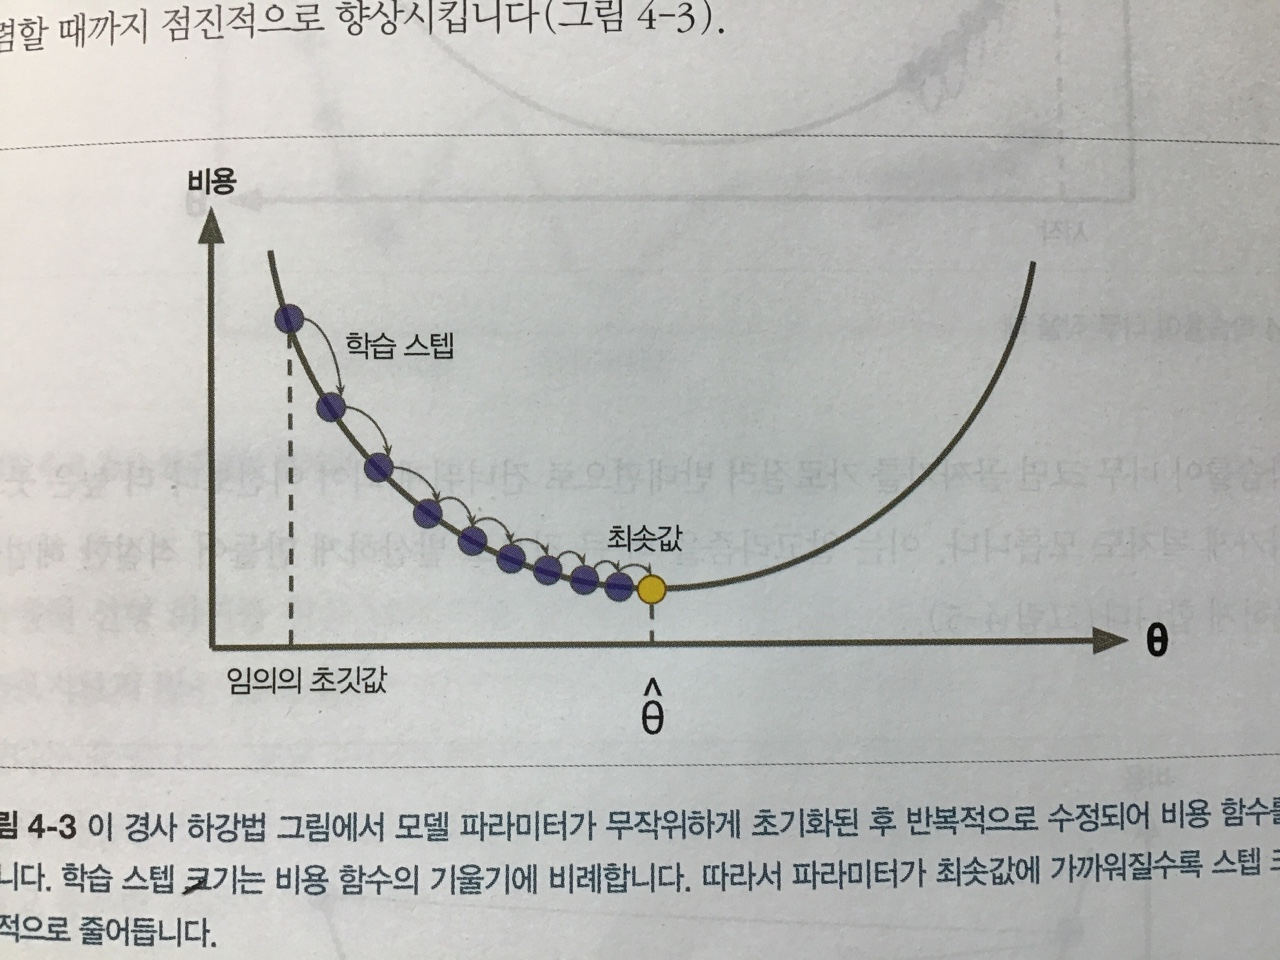 렴할 때까지 점진적으로 향상시킵니다(그림 4-3).
비용
학습 스텝
최솟값
θ
임의의 초깃값
θ̂
림 4-3 이 경사 하강법 그림에서 모델 파라미터가 무작위하게 초기화된 후 반복적으로 수정되어 비용 함수를
니다. 학습 스텝 크기는 비용 함수의 기울기에 비례합니다. 따라서 파라미터가 최솟값에 가까워질수록 스텝 크
적으로 줄어듭니다.